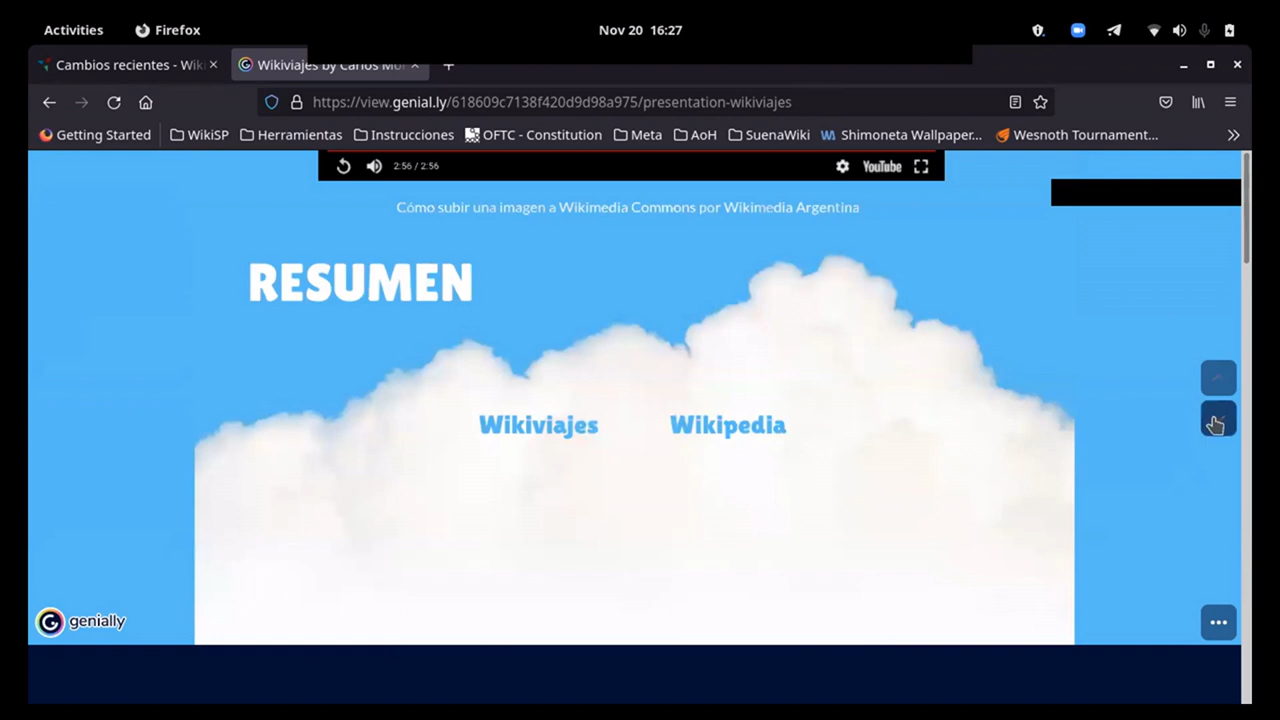 Activities Firefox Nov 20 16:27
Cambios recientes - Wiki Wikiviajes by Carlos
https://view.genial.ly/618609c7138f420d9d98a975/presentation-wikiviajes
Getting Started WikiSP Herramientas Instrucciones OFTC - Constitution Meta AoH SuenaWiki Shimoneta Wallpaper... Wesnoth Tournament...
2:56 / 2:56 YouTube
Cómo subir una imagen a Wikimedia Commons por Wikimedia Argentina
RESUMEN
Wikiviajes Wikipedia
genially